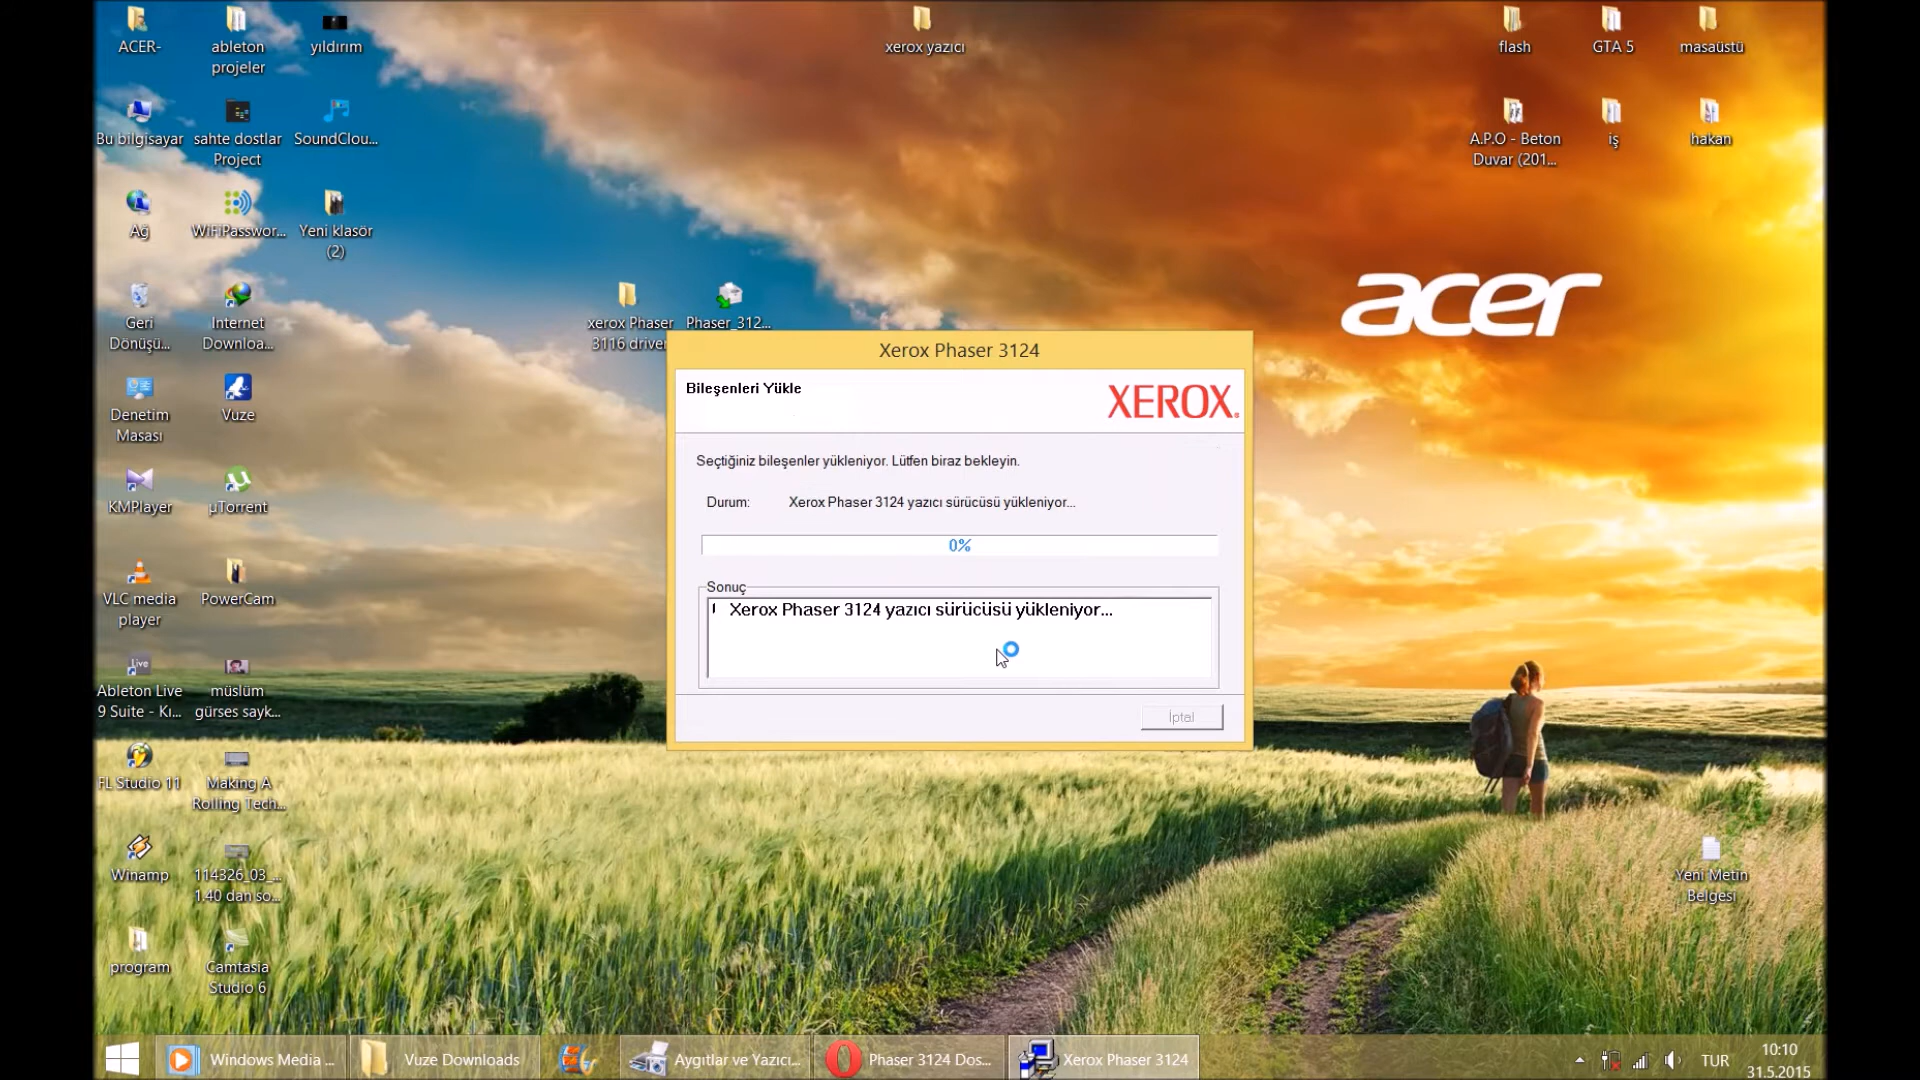 ACER-
ableton
projeler
yıldırım
xerox yazıcı
flash
GTA 5
masaüstü
Bu bilgisayar
sahte dostlar
Project
SoundClou...
A.P.O - Beton
Duvar (201...
iş
hakan
Ağ
WiFiPasswor...
Yeni klasör
(2)
Geri
Dönüşü...
Internet
Downloa...
xerox Phaser
3116 driver
Phaser_312...
acer
Xerox Phaser 3124
Bileşenleri Yükle
XEROX®
Seçtiğiniz bileşenler yükleniyor. Lütfen biraz bekleyin.
Durum: Xerox Phaser 3124 yazıcı sürücüsü yükleniyor...
0%
Sonuç
Xerox Phaser 3124 yazıcı sürücüsü yükleniyor...
İptal
Denetim
Masası
Vuze
KMPlayer
µTorrent
VLC media
player
PowerCam
Live
Ableton Live
9 Suite - Kı...
müslüm
gürses sayk...
FL Studio 11
Making A
Rolling Tech...
Winamp
114326_03_...
1.40 dan so...
Yeni Metin
Belgesi
program
Camtasia
Studio 6
Windows Media ...
Vuze Downloads
Aygıtlar ve Yazıcı...
Phaser 3124 Dos...
Xerox Phaser 3124
TUR
10:10
31.5.2015